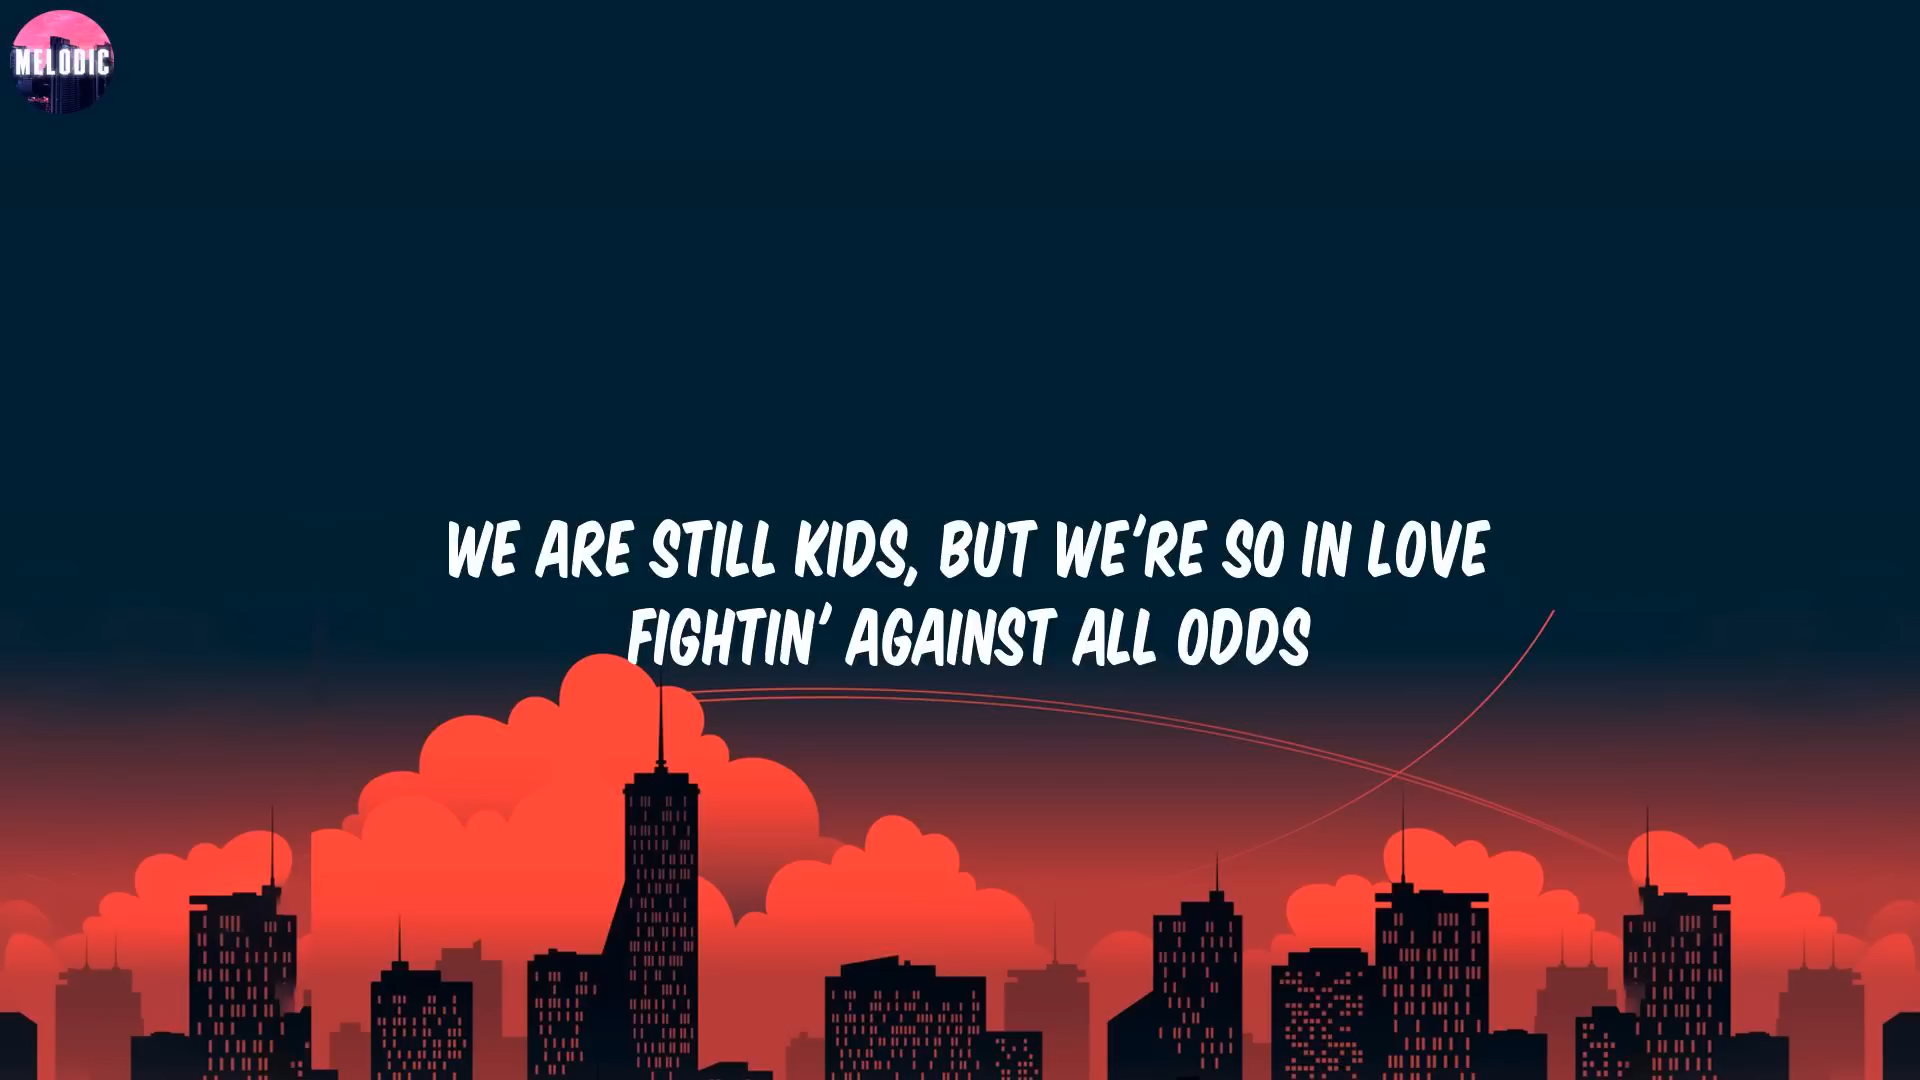 MELODIC
WE ARE STILL KIDS, BUT WE'RE SO IN LOVE
FIGHTIN' AGAINST ALL ODDS